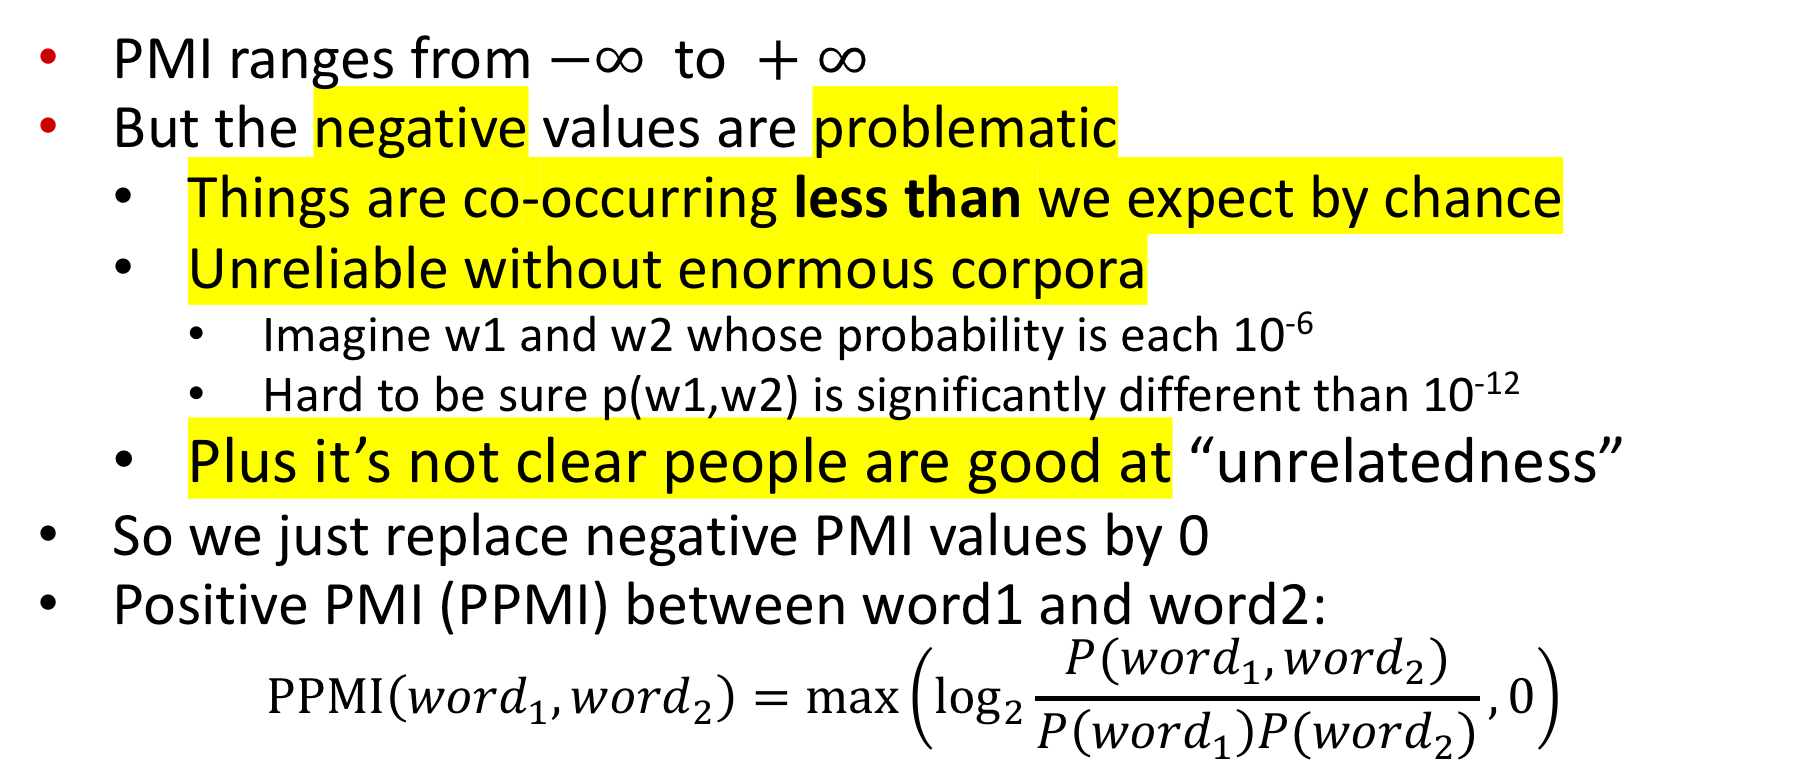 • PMI ranges from −∞ to + ∞
• But the negative values are problematic
• Things are co-occurring less than we expect by chance
• Unreliable without enormous corpora
• Imagine w1 and w2 whose probability is each 10⁻⁶
• Hard to be sure p(w1,w2) is significantly different than 10⁻¹²
• Plus it’s not clear people are good at “unrelatedness”
• So we just replace negative PMI values by 0
• Positive PMI (PPMI) between word1 and word2:
PPMI(word₁, word₂) = max(log₂ P(word₁, word₂) / P(word₁)P(word₂), 0)